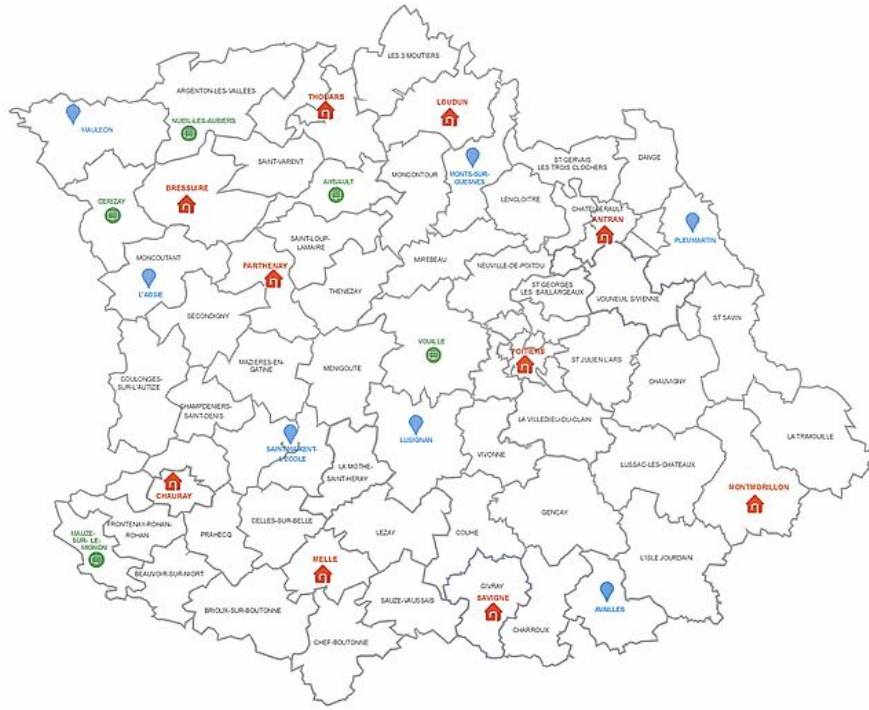 LES 3 MOUTIERS
ARGENTON-LES-VALLEES
THOUARS
LOUDUN
MAULEON
NUEIL-LES-AUBIERS
SAINT-VARENT
MONCONTOUR
MONTS-SUR-
GUESNES
ST GERVAIS
LES TROIS CLOCHERS
DANGE
CERIZAY
BRESSUIRE
AIRVAULT
LENCLOITRE
CHATELLERAULT
ANTRAN
PLEUMARTIN
SAINT-LOUP-
LAMAIRE
MONCOUTANT
PARTHENAY
MIREBEAU
NEUVILLE-DE-POITOU
L'ABSIE
THENEZAY
ST GEORGES
LES BAILLARGEAUX
VOUNEUIL S/VIENNE
SECONDIGNY
ST SAVIN
VOUILLE
POITIERS
ST JULIEN L'ARS
MAZIERES-EN-
GATINE
MENIGOUTE
COULONGES-
SUR-L'AUTIZE
CHAUVIGNY
CHAMPDENIERS-
SAINT-DENIS
LA VILLEDIEU-DU-CLAIN
LUSIGNAN
LA TRIMOUILLE
SAINT-MAIXENT-
L'ECOLE
VIVONNE
LA MOTHE-
SAINT-HERAY
LUSSAC-LES-CHATEAUX
MONTMORILLON
CHAURAY
GENCAY
FRONTENAY-ROHAN-
ROHAN
CELLES-SUR-BELLE
PRAHECQ
LEZAY
COUHE
MAUZE-
SUR- LE-
MIGNON
L'ISLE JOURDAIN
MELLE
BEAUVOIR-SUR-NIORT
CIVRAY
SAVIGNE
SAUZE-VAUSSAIS
BRIOUX-SUR-BOUTONNE
AVAILLES
CHARROUX
CHEF-BOUTONNE